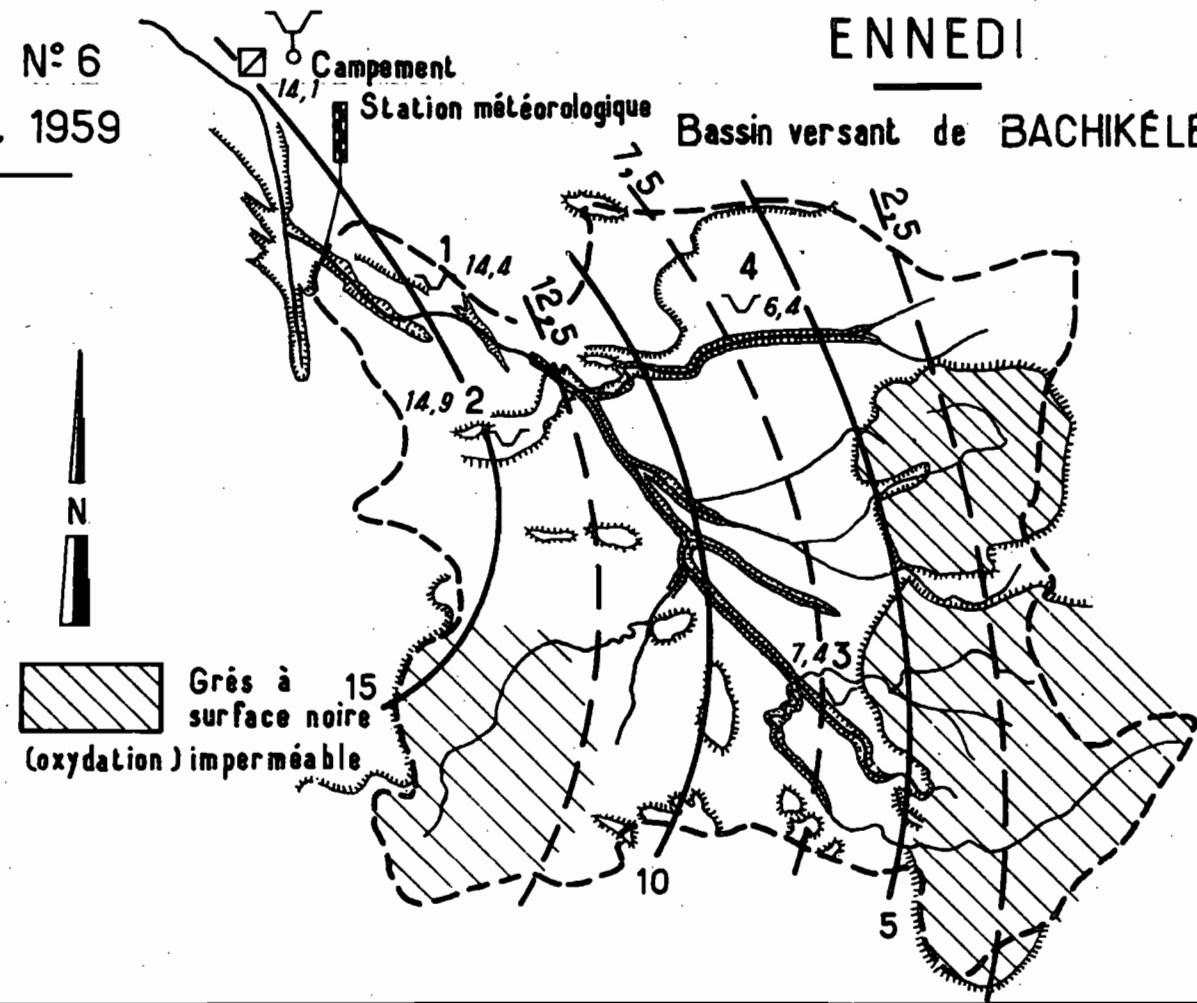 N° 6
1959
ENNEDI
Bassin versant de BACHIKÉLÉ
Campement
14,1
Station météorologique
7,5
2,5
1
14,4
12,5
4
6,4
14,9 2
N
7,4 3
Grès à
surface noire
(oxydation) imperméable
15
10
5